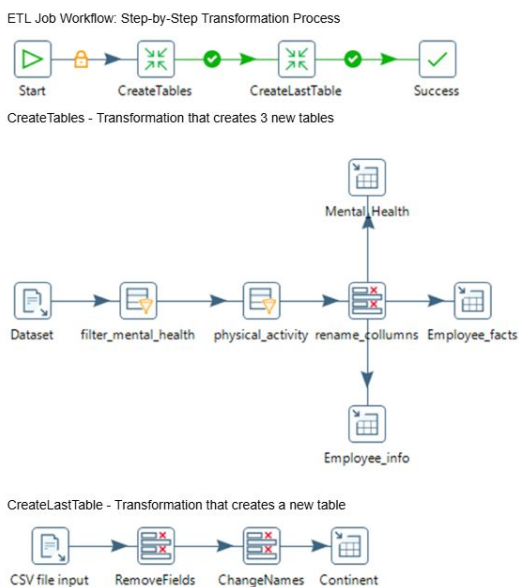 ETL Job Workflow: Step-by-Step Transformation Process
Start CreateTables CreateLastTable Success
CreateTables - Transformation that creates 3 new tables
Mental_Health
Dataset filter_mental_health physical_activity rename_collumns Employee_facts
Employee_info
CreateLastTable - Transformation that creates a new table
CSV file input RemoveFields ChangeNames Continent